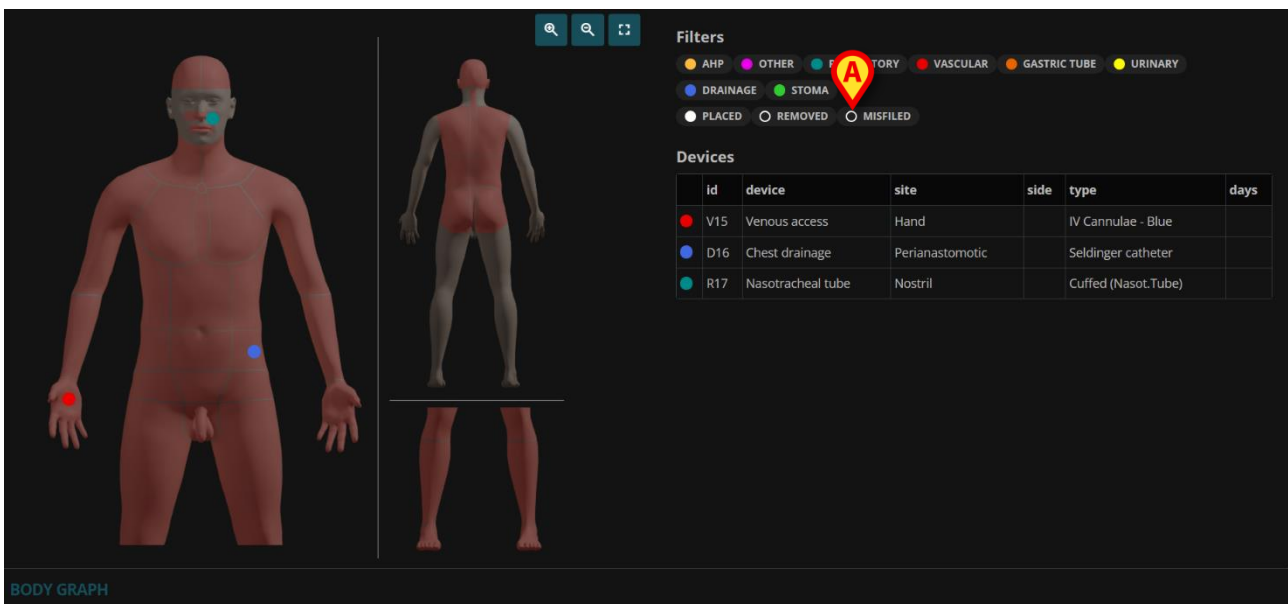 Filters
AHP OTHER VASCULAR GASTRIC TUBE URINARY
A
DRAINAGE STOMA
PLACED REMOVED MISFILED
Devices
id device site side type days
V15 Venous access Hand IV Cannulae - Blue
D16 Chest drainage Perianastomotic Seldinger catheter
R17 Nasotracheal tube Nostril Cuffed (Nasot.Tube)
BODY GRAPH